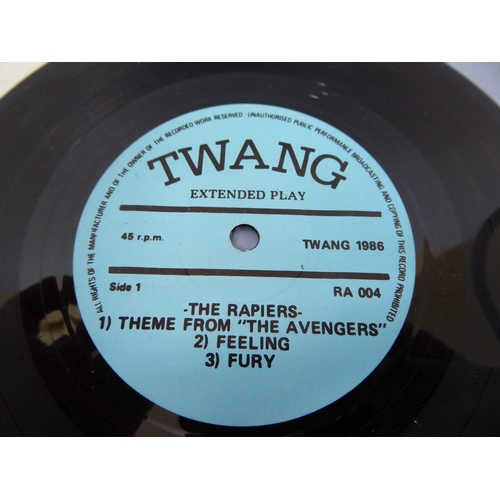 ALL RIGHTS OF THE MANUFACTURER AND OF THE OWNER OF THE RECORDED WORK RESERVED · UNAUTHORISED PUBLIC PERFORMANCE BROADCASTING AND COPYING OF THIS RECORD PROHIBITED
TWANG
EXTENDED PLAY
45 r.p.m.
TWANG 1986
Side 1
RA 004
-THE RAPIERS-
1) THEME FROM "THE AVENGERS"
2) FEELING
3) FURY